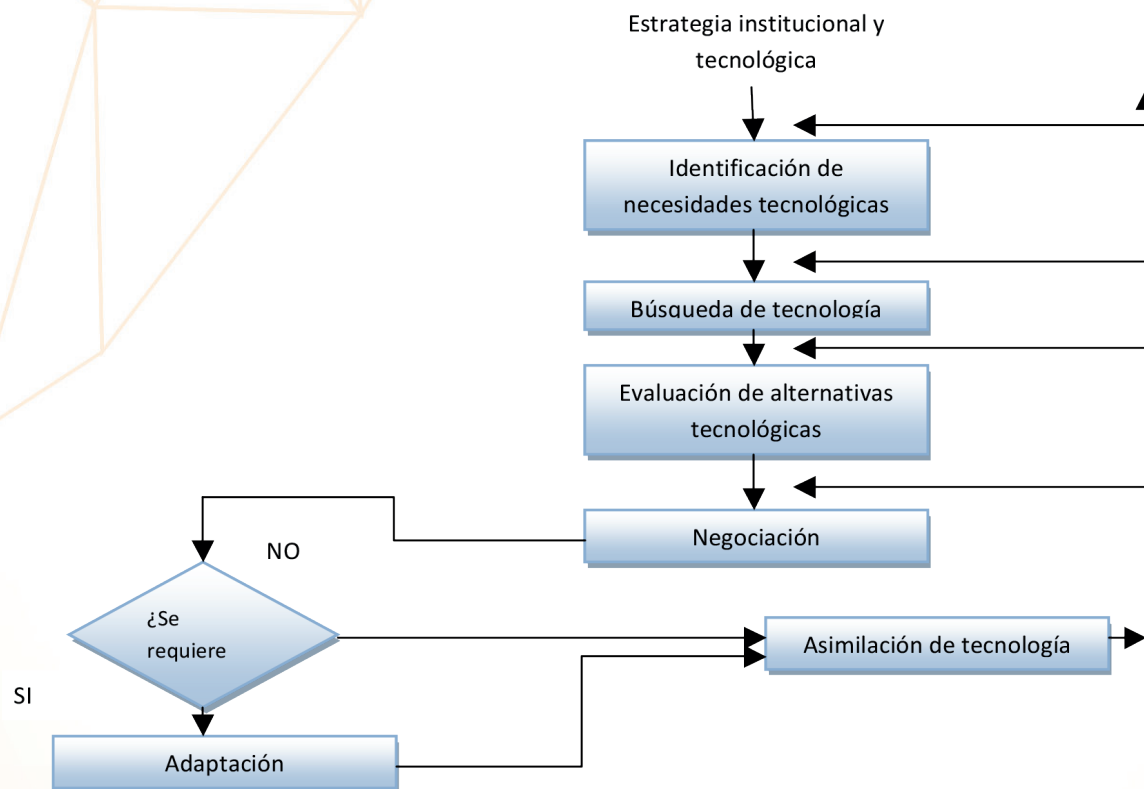 Estrategia institucional y
tecnológica
Identificación de
necesidades tecnológicas
Búsqueda de tecnología
Evaluación de alternativas
tecnológicas
Negociación
NO
¿Se
requiere
Asimilación de tecnología
SI
Adaptación